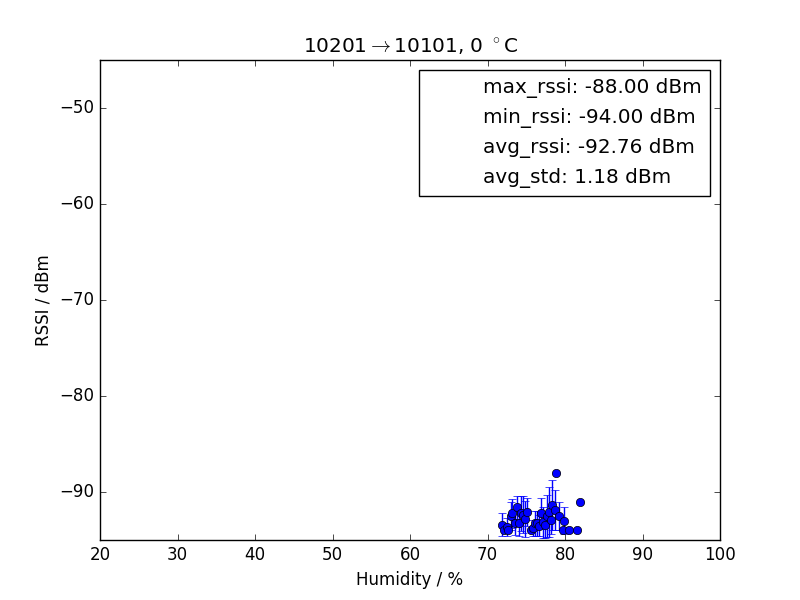 10201→10101, 0 °C
max_rssi: -88.00 dBm
min_rssi: -94.00 dBm
avg_rssi: -92.76 dBm
avg_std: 1.18 dBm
RSSI / dBm
−50
−60
−70
−80
−90
20 30 40 50 60 70 80 90 100
Humidity / %